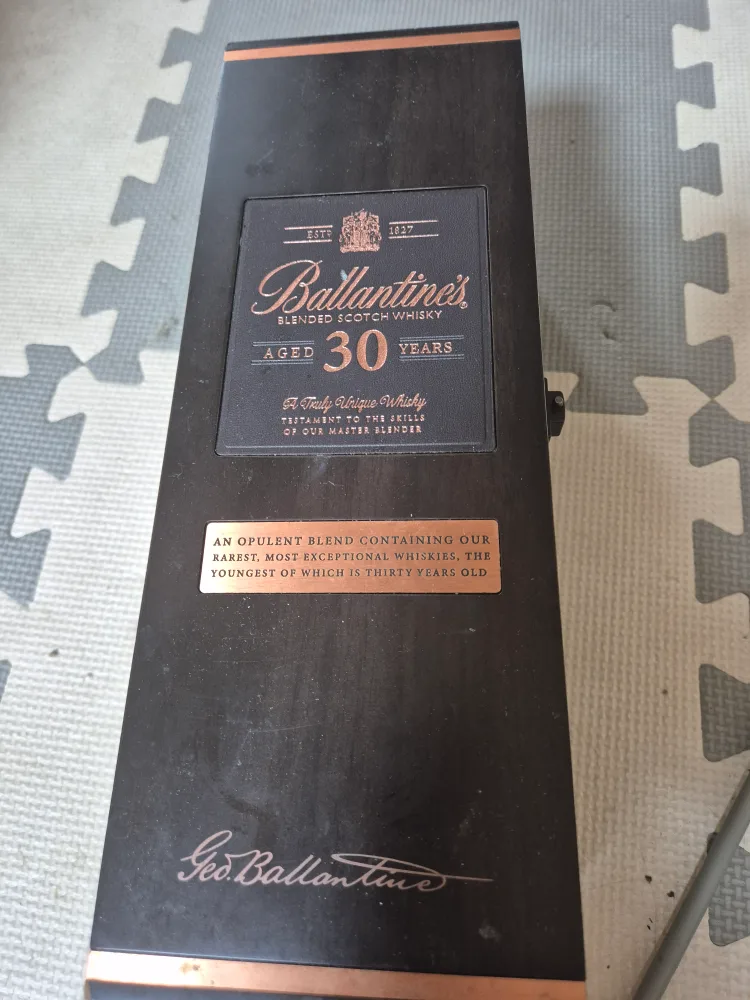 ESTD 1827
Ballantine's
BLENDED SCOTCH WHISKY
AGED 30 YEARS
A Truly Unique Whisky
TESTAMENT TO THE SKILLS
OF OUR MASTER BLENDER
AN OPULENT BLEND CONTAINING OUR
RAREST, MOST EXCEPTIONAL WHISKIES, THE
YOUNGEST OF WHICH IS THIRTY YEARS OLD
Geo. Ballantine